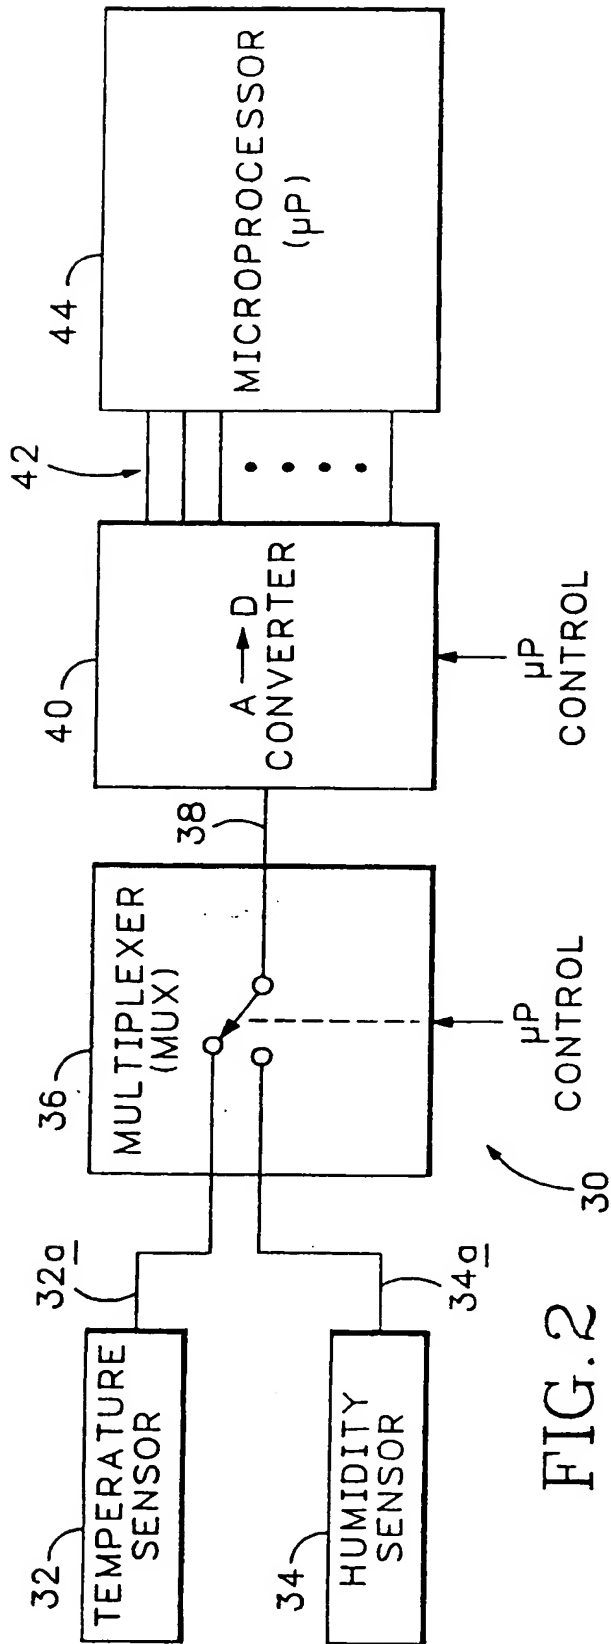 32
TEMPERATURE
SENSOR
32a
34
HUMIDITY
SENSOR
34a
36
MULTIPLEXER
(MUX)
µP
CONTROL
30
38
40
A D
CONVERTER
µP
CONTROL
42
44
MICROPROCESSOR
(µP)
FIG. 2